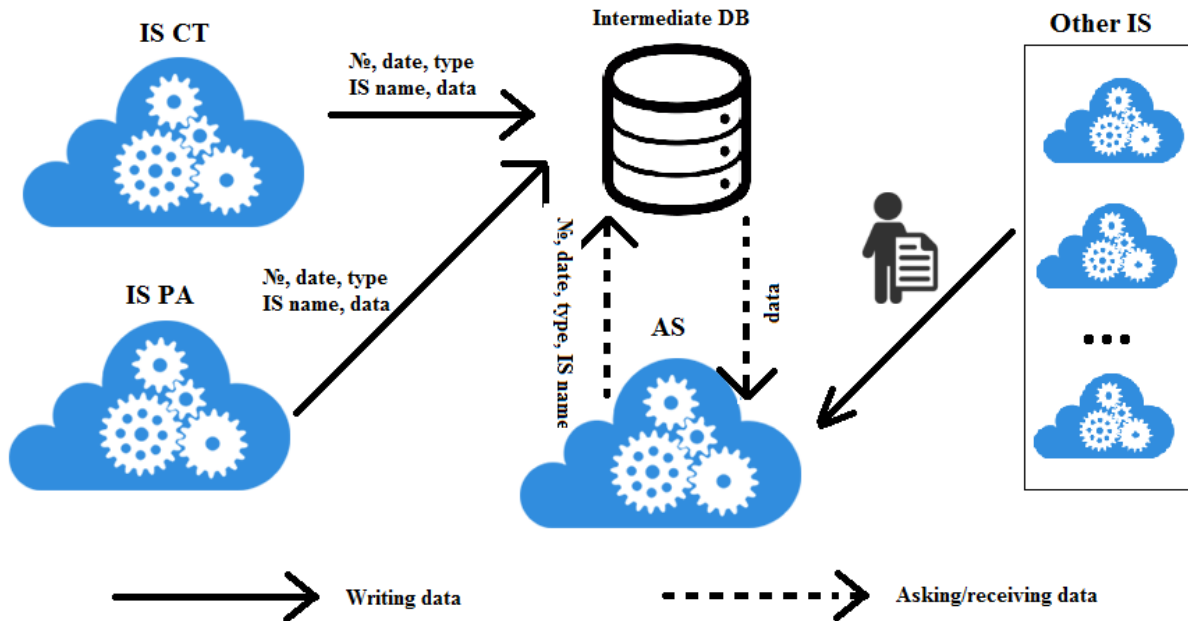 IS CT
№, date, type
IS name, data
Intermediate DB
Other IS
№, date, type
IS name, data
IS PA
№, date, type, IS name
data
AS
Writing data
Asking/receiving data